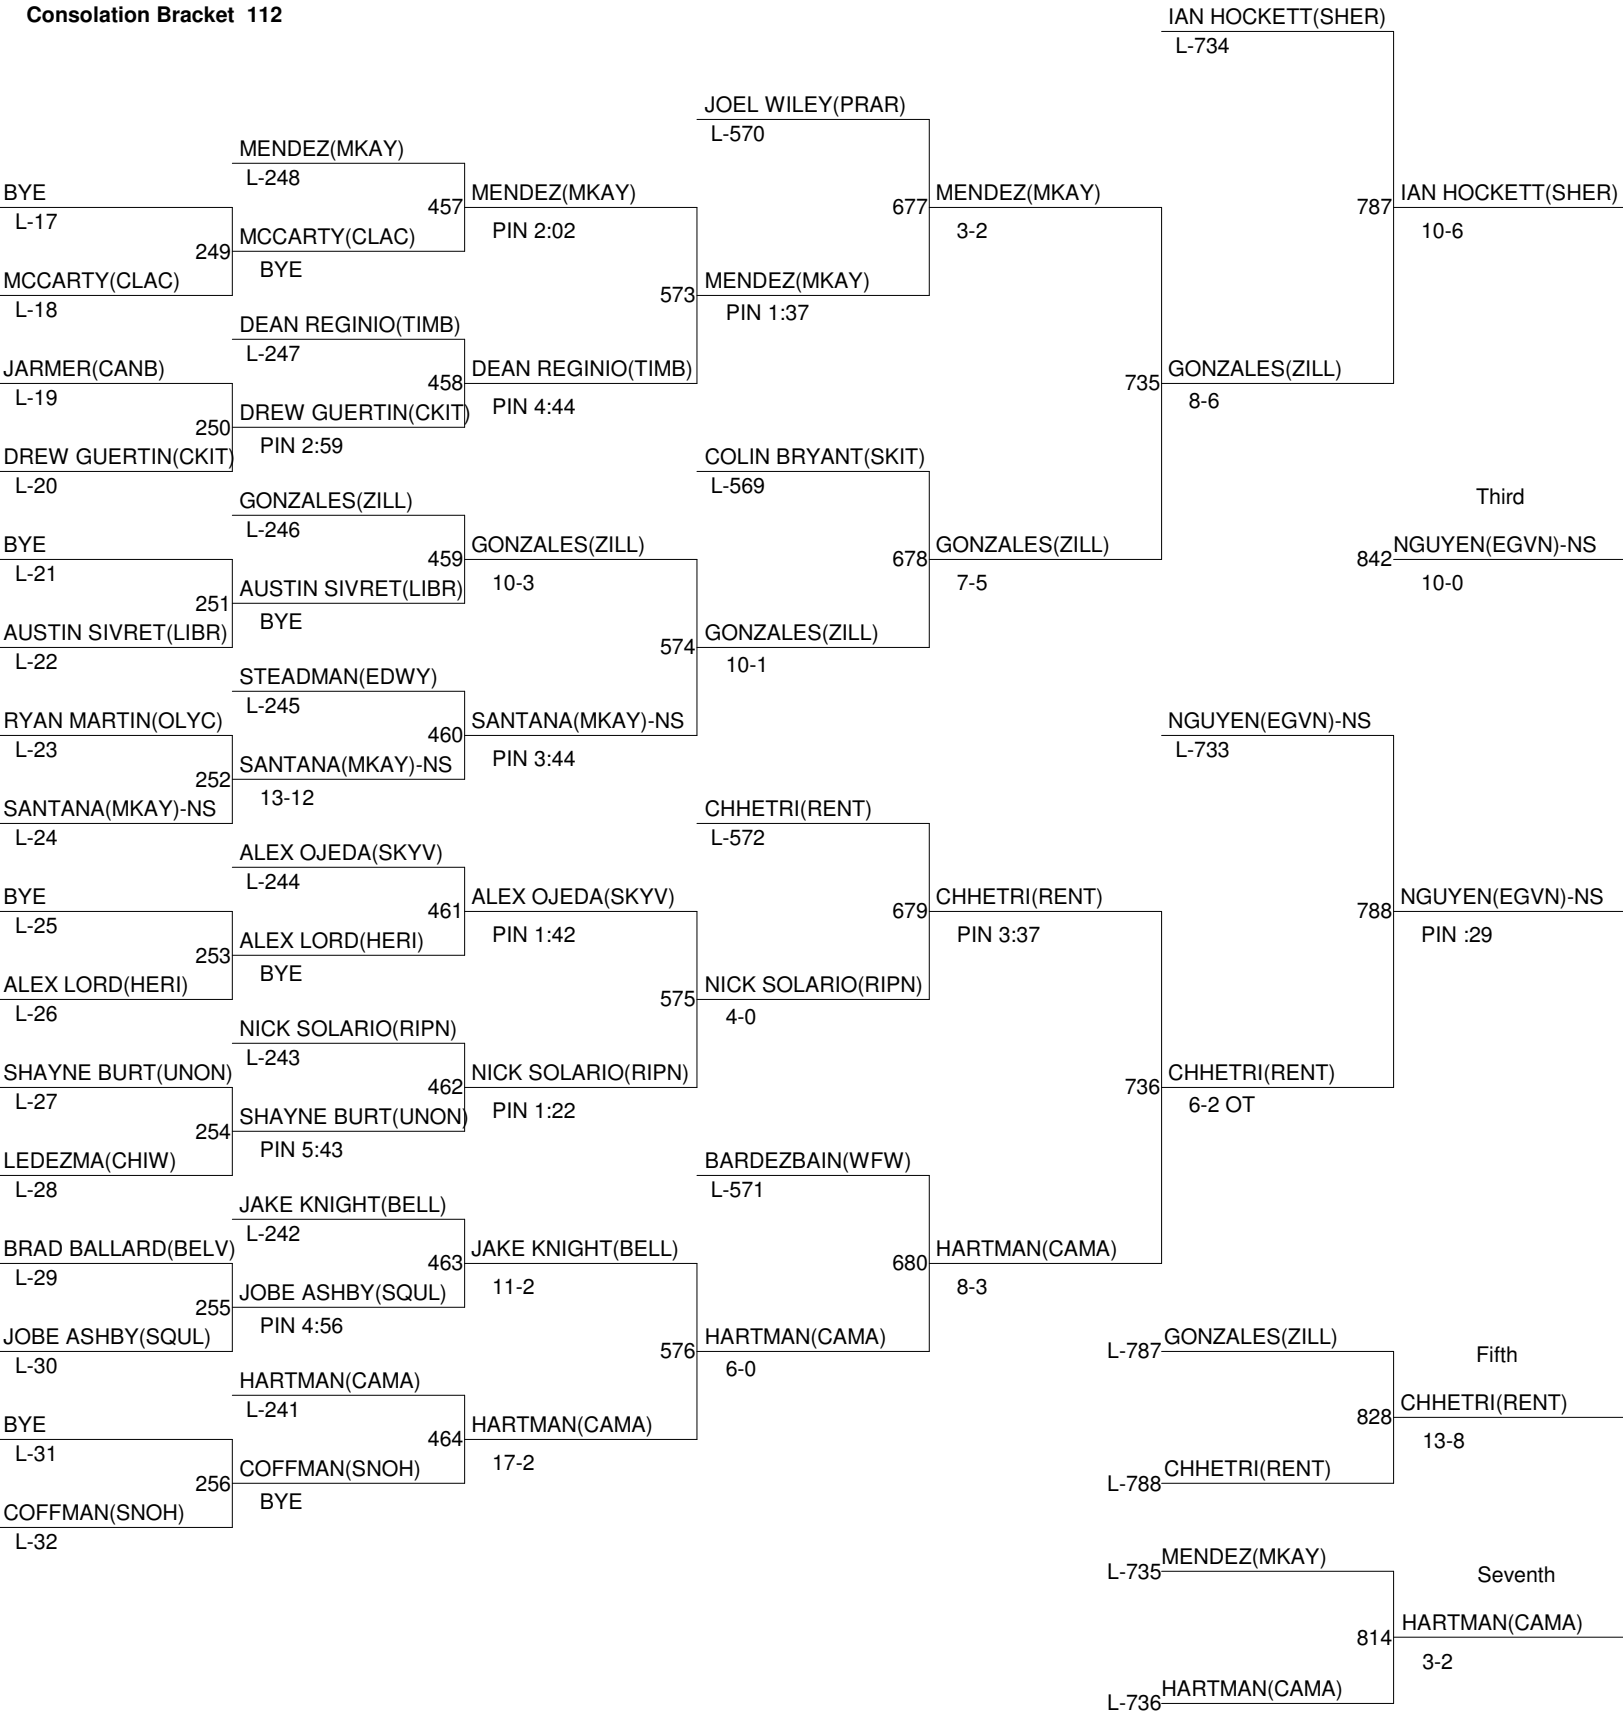 Consolation Bracket 112
BYE
L-17
249
MCCARTY(CLAC)
L-18
JARMER(CANB)
L-19
250
DREW GUERTIN(CKIT)
L-20
BYE
L-21
251
AUSTIN SIVRET(LIBR)
L-22
RYAN MARTIN(OLYC)
L-23
252
SANTANA(MKAY)-NS
L-24
BYE
L-25
253
ALEX LORD(HERI)
L-26
SHAYNE BURT(UNON)
L-27
254
LEDEZMA(CHIW)
L-28
BRAD BALLARD(BELV)
L-29
255
JOBE ASHBY(SQUL)
L-30
BYE
L-31
256
COFFMAN(SNOH)
L-32
MENDEZ(MKAY)
L-248
457
MCCARTY(CLAC)
BYE
DEAN REGINIO(TIMB)
L-247
458
DREW GUERTIN(CKIT)
PIN 2:59
GONZALES(ZILL)
L-246
459
AUSTIN SIVRET(LIBR)
BYE
STEADMAN(EDWY)
L-245
460
SANTANA(MKAY)-NS
13-12
ALEX OJEDA(SKYV)
L-244
461
ALEX LORD(HERI)
BYE
NICK SOLARIO(RIPN)
L-243
462
SHAYNE BURT(UNON)
PIN 5:43
JAKE KNIGHT(BELL)
L-242
463
JOBE ASHBY(SQUL)
PIN 4:56
HARTMAN(CAMA)
L-241
464
COFFMAN(SNOH)
BYE
MENDEZ(MKAY)
PIN 2:02
573
DEAN REGINIO(TIMB)
PIN 4:44
GONZALES(ZILL)
10-3
574
SANTANA(MKAY)-NS
PIN 3:44
ALEX OJEDA(SKYV)
PIN 1:42
575
NICK SOLARIO(RIPN)
PIN 1:22
JAKE KNIGHT(BELL)
11-2
576
HARTMAN(CAMA)
17-2
JOEL WILEY(PRAR)
L-570
677
MENDEZ(MKAY)
PIN 1:37
COLIN BRYANT(SKIT)
L-569
678
GONZALES(ZILL)
10-1
CHHETRI(RENT)
L-572
679
NICK SOLARIO(RIPN)
4-0
BARDEZBAIN(WFW)
L-571
680
HARTMAN(CAMA)
6-0
MENDEZ(MKAY)
3-2
735
GONZALES(ZILL)
7-5
CHHETRI(RENT)
PIN 3:37
736
HARTMAN(CAMA)
8-3
IAN HOCKETT(SHER)
L-734
787
GONZALES(ZILL)
8-6
NGUYEN(EGVN)-NS
L-733
788
CHHETRI(RENT)
6-2 OT
IAN HOCKETT(SHER)
10-6
Third
842
NGUYEN(EGVN)-NS
10-0
NGUYEN(EGVN)-NS
PIN :29
L-787
GONZALES(ZILL)
Fifth
828
CHHETRI(RENT)
13-8
L-788
CHHETRI(RENT)
L-735
MENDEZ(MKAY)
Seventh
814
HARTMAN(CAMA)
3-2
L-736
HARTMAN(CAMA)